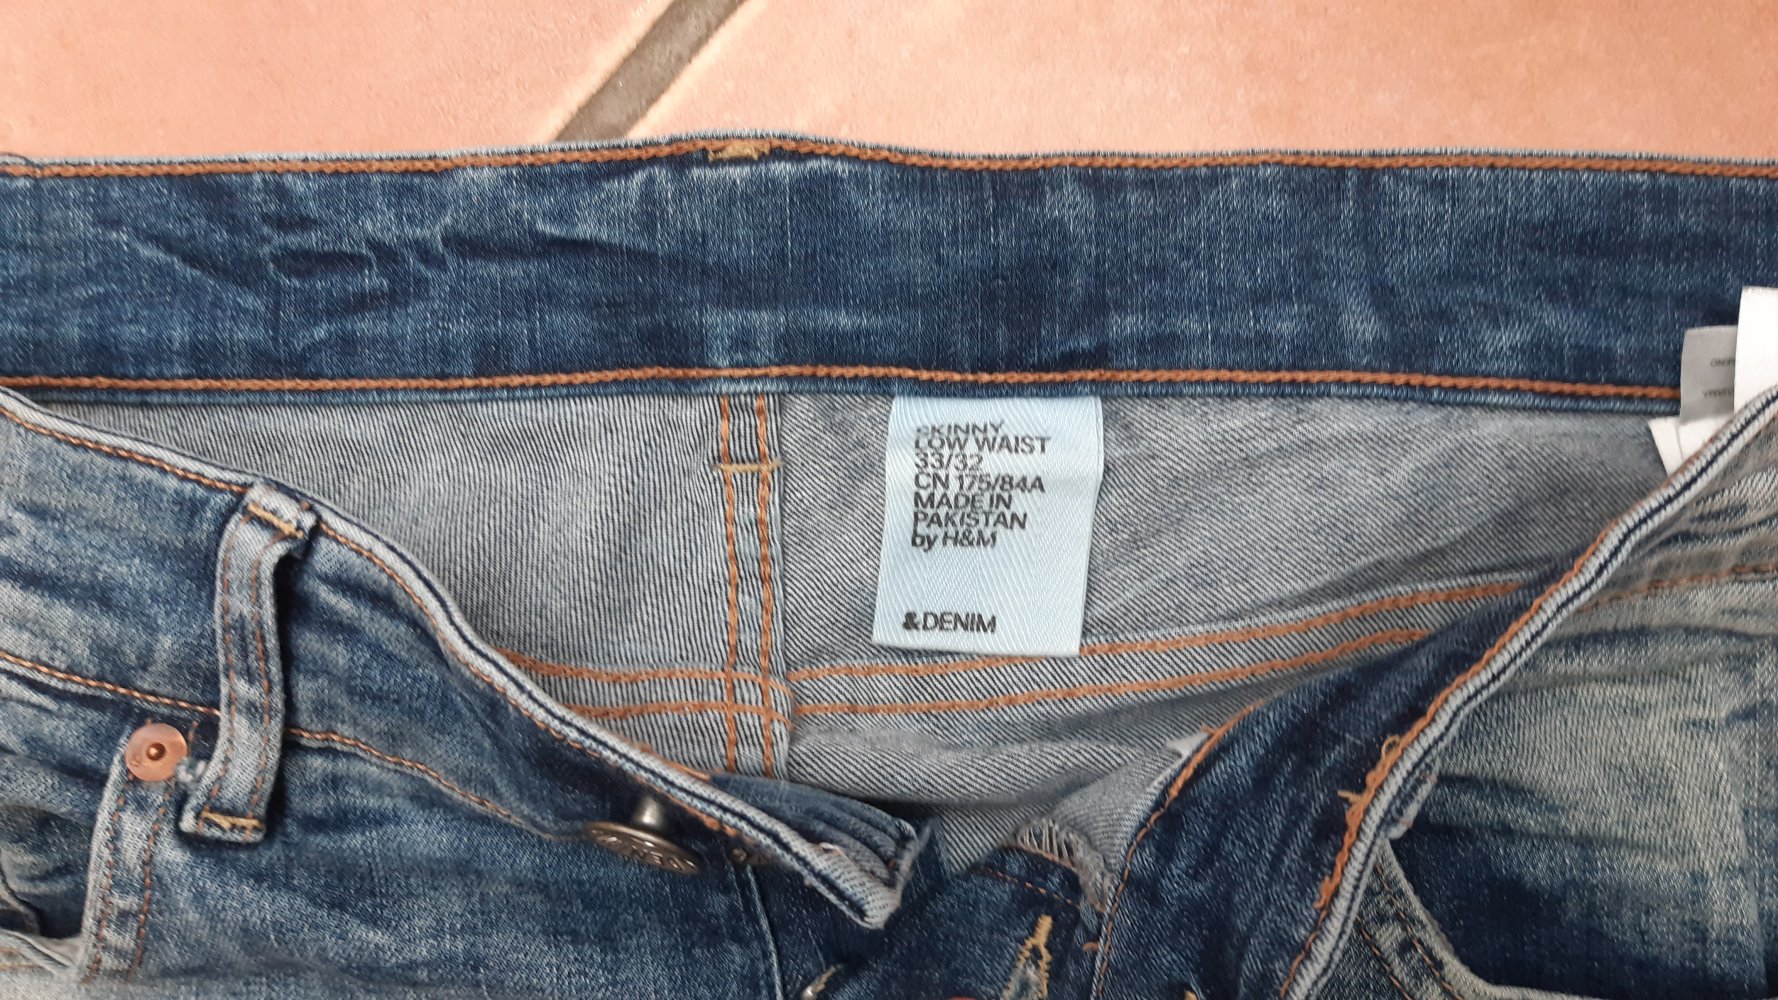 SKINNY
LOW WAIST
33/32
CN 175/84A
MADE IN
PAKISTAN
by H&M
&DENIM